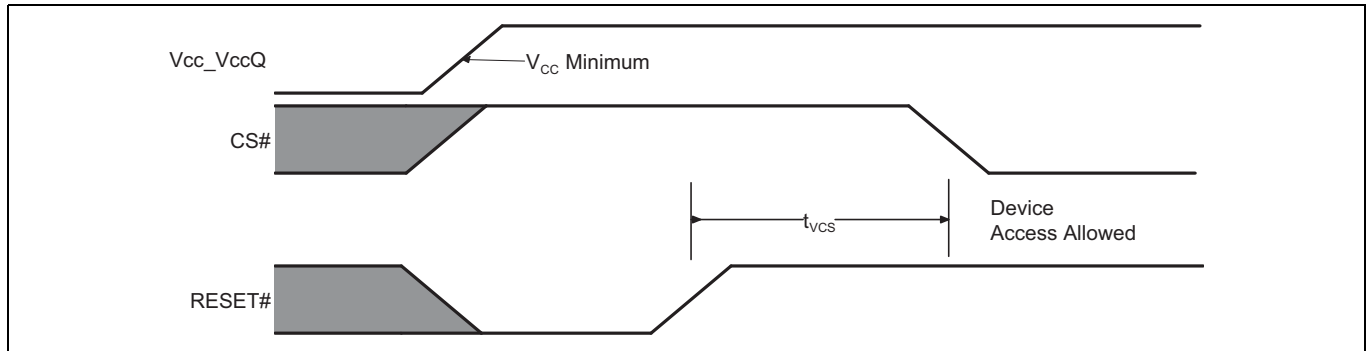 Vcc_VccQ
V_CC Minimum
CS#
t_VCS
Device
Access Allowed
RESET#